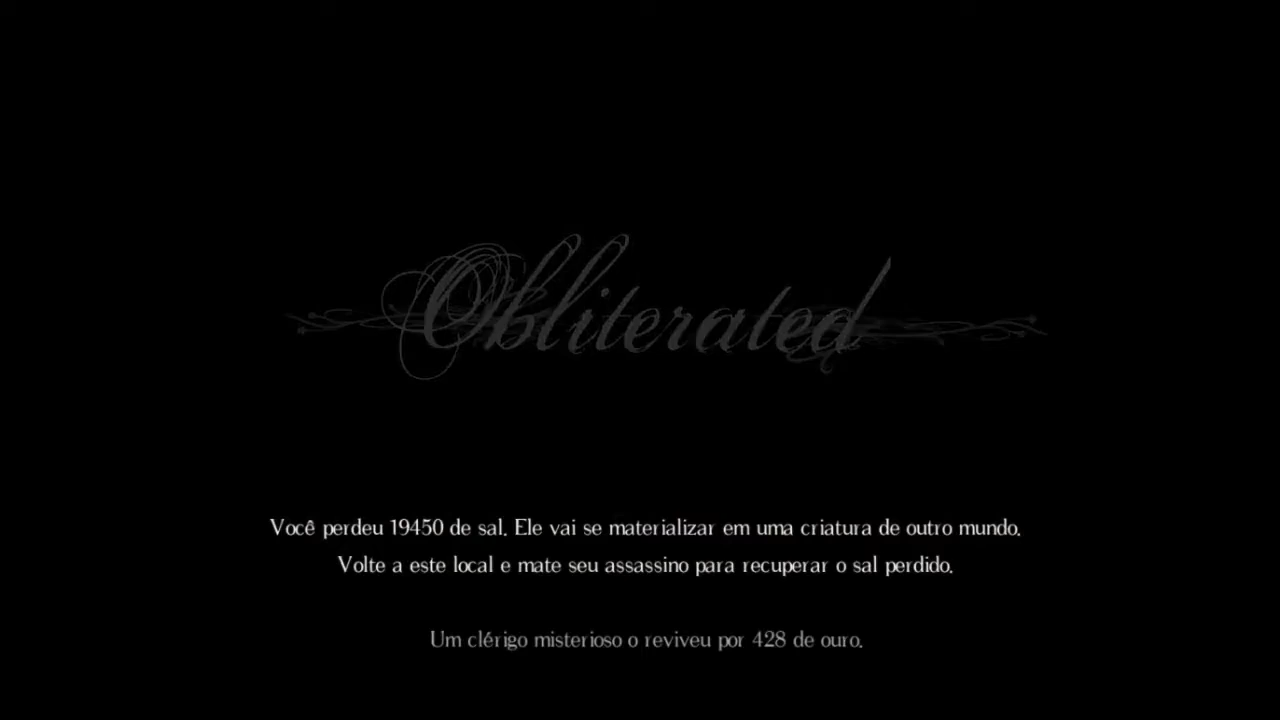 Obliterated
Você perdeu 19450 de sal. Ele vai se materializar em uma criatura de outro mundo.
Volte a este local e mate seu assassino para recuperar o sal perdido.
Um clérigo misterioso o reviveu por 428 de ouro.